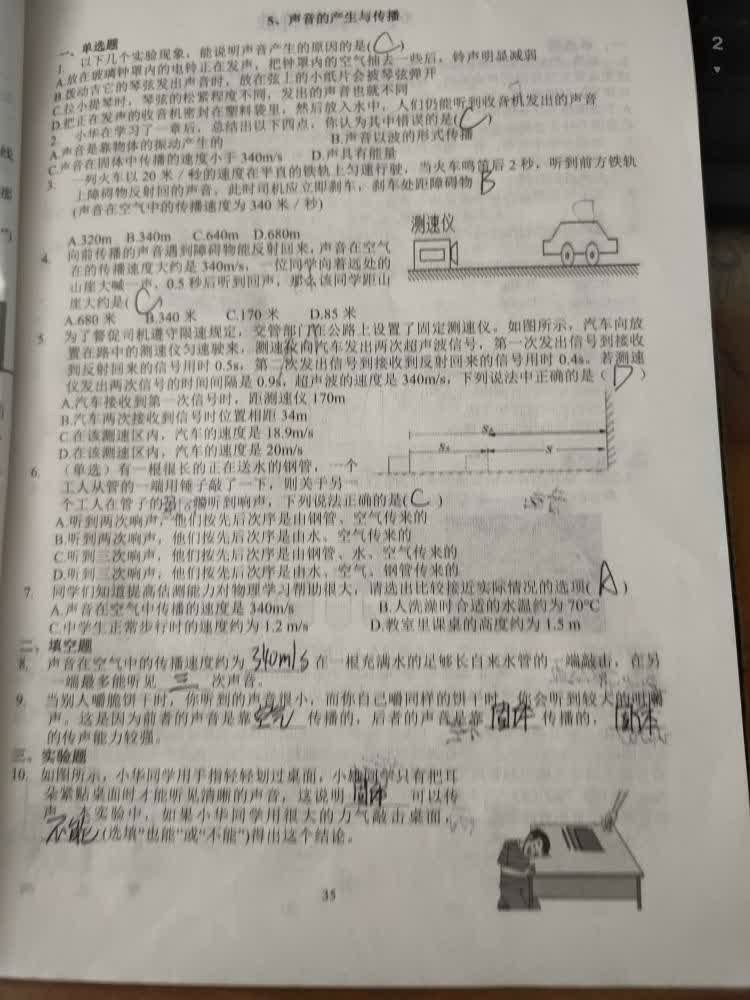 5、声音的产生与传播
一、单选题
1. 以下几个实验现象，能说明声音产生的原因的是(C)
A.放在玻璃钟罩内的电铃正在发声，把钟罩内的空气抽去一些后，铃声明显减弱
B.拨动吉它的琴弦发出声音时，放在弦上的小纸片会被琴弦弹开
C.拉小提琴时，琴弦的松紧程度不同，发出的声音也就不同
D.把正在发声的收音机密封在塑料袋里，然后放入水中，人们仍能听到收音机发出的声音
2. 小华在学习了一章后，总结出以下四点，你认为其中错误的是(C)
A.声音是靠物体的振动产生的 B.声音以波的形式传播
C.声音在固体中传播的速度小于 340m/s D.声具有能量
3. 一列火车以 20 米／秒的速度在平直的铁轨上匀速行驶，当火车鸣笛后 2 秒，听到前方铁轨
上障碍物反射回的声音，此时司机应立即刹车，刹车处距障碍物 B
(声音在空气中的传播速度为 340 米／秒)
A.320m B.340m C.640m D.680m
测速仪
4. 向前传播的声音遇到障碍物能反射回来，声音在空气
在的传播速度大约是 340m/s，一位同学向着远处的
山崖大喊一声，0.5 秒后听到回声，那么该同学距山
崖大约是(C
A.680 米 B.340 米 C.170 米 D.85 米
5 为了督促司机遵守限速规定，交管部门在公路上设置了固定测速仪。如图所示，汽车向放
置在路中的测速仪匀速驶来，测速仪向汽车发出两次超声波信号，第一次发出信号到接收
到反射回来的信号用时 0.5s，第二次发出信号到接收到反射回来的信号用时 0.4s。若测速
仪发出两次信号的时间间隔是 0.9s，超声波的速度是 340m/s，下列说法中正确的是（D）
A.汽车接收到第一次信号时，距测速仪 170m
B.汽车两次接收到信号时位置相距 34m
C.在该测速区内，汽车的速度是 18.9m/s
D.在该测速区内，汽车的速度是 20m/s
S
6. （单选）有一根很长的正在送水的钢管，一个
工人从管的一端用锤子敲了一下，则关于另一
个工人在管子的另一端听到响声，下列说法正确的是(C)
A.听到两次响声，他们按先后次序是由钢管、空气传来的
B.听到两次响声，他们按先后次序是由水、空气传来的
C.听到三次响声，他们按先后次序是由钢管、水、空气传来的
D.听到三次响声，他们按先后次序是由水、空气、钢管传来的
7. 同学们知道提高估测能力对物理学习帮助很大，请选出比较接近实际情况的选项(A)
A.声音在空气中传播的速度是 340m/s B.人洗澡时合适的水温约为 70℃
C.中学生正常步行时的速度约为 1.2 m/s D.教室里课桌的高度约为 1.5 m
二、填空题
8. 声音在空气中的传播速度约为 340m/s 在一根充满水的足够长自来水管的一端敲击，在另
一端最多能听见 三 次声音。
9. 当别人嚼脆饼干时，你听到的声音很小，而你自己嚼同样的饼干时，你会听到较大的咀嚼
声。这是因为前者的声音是靠 空气 传播的，后者的声音是靠 固体 传播的， 固体
的传声能力较强。
三、实验题
10. 如图所示，小华同学用手指轻轻划过桌面，小雄同学只有把耳
朵紧贴桌面时才能听见清晰的声音，这说明 固体 可以传
声。本实验中，如果小华同学用很大的力气敲击桌面，
不能 (选填“也能”或“不能”)得出这个结论。
35
2